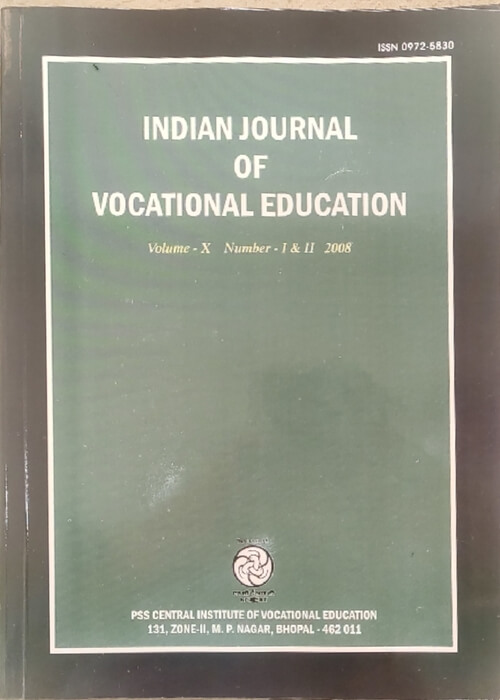 ISSN 0972-5830
INDIAN JOURNAL
OF
VOCATIONAL EDUCATION
Volume - X Number - I & II 2008
PSS CENTRAL INSTITUTE OF VOCATIONAL EDUCATION
131, ZONE-II, M. P. NAGAR, BHOPAL - 462 011